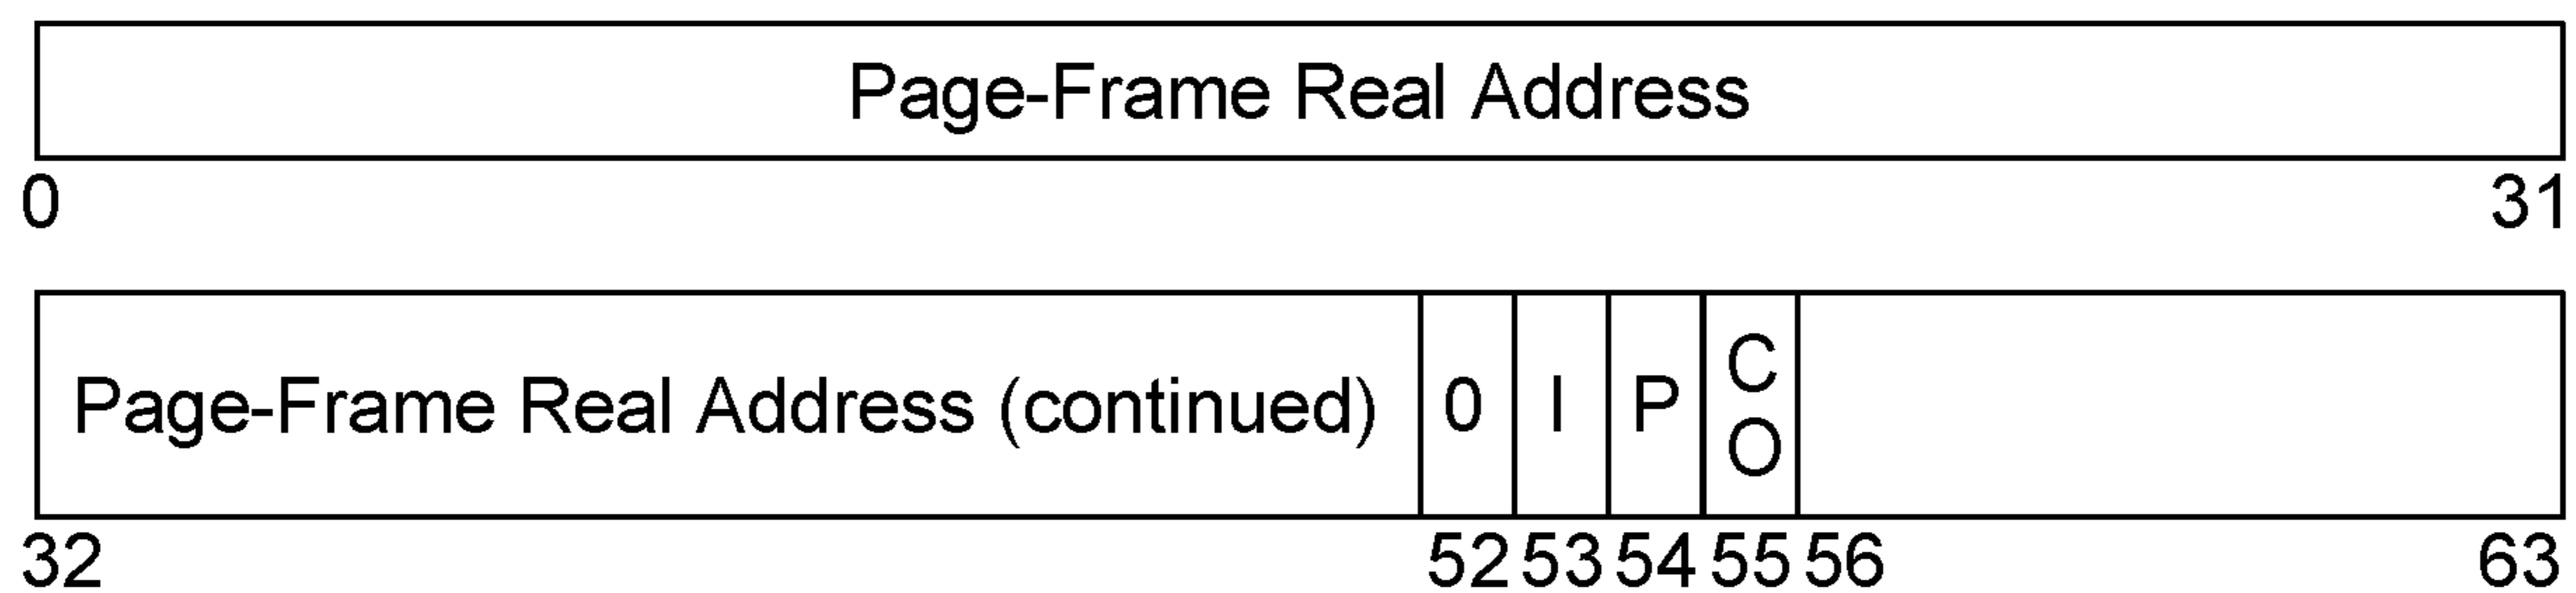 Page-Frame Real Address
0 31
Page-Frame Real Address (continued) 0 I P C O
32 52 53 54 55 56 63